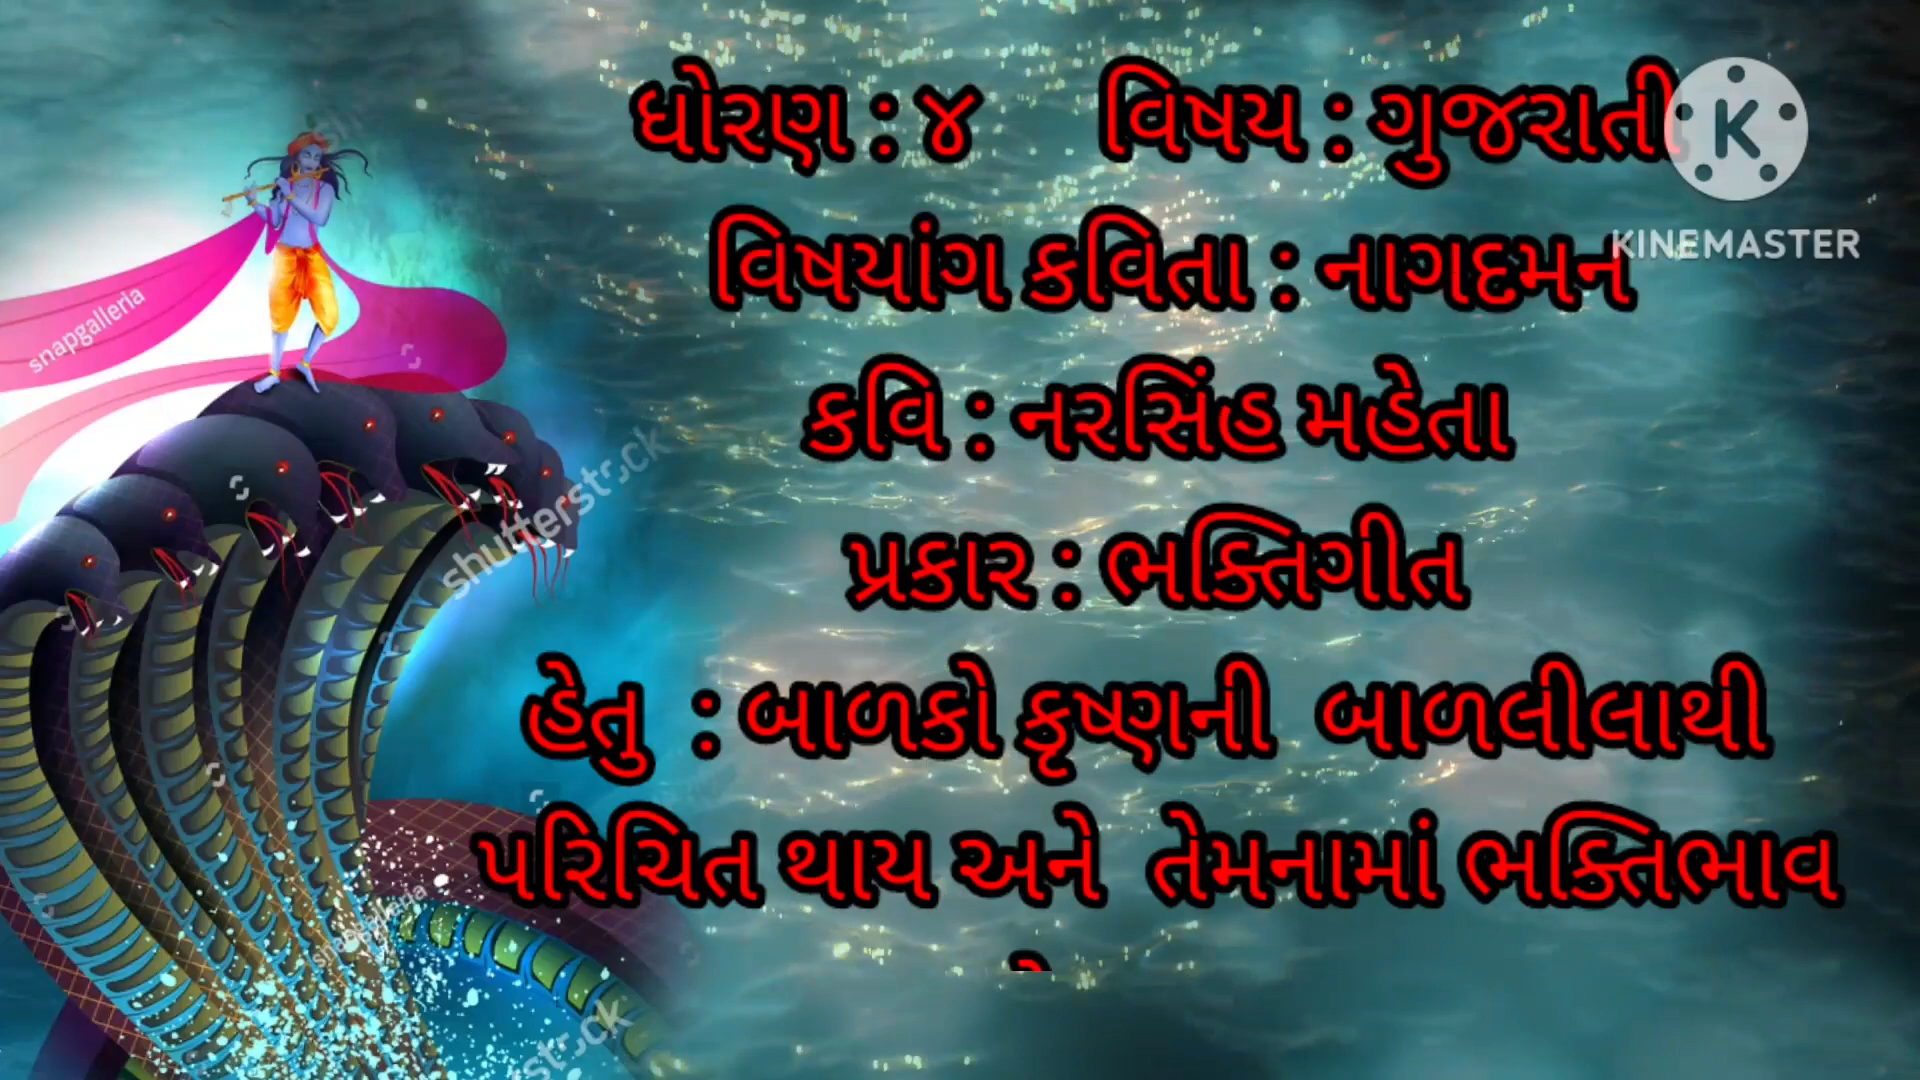 ધોરણ : ૪ વિષય : ગુજરાતી
K
KINEMASTER
વિષયાંગ કવિતા : નાગદમન
કવિ : નરસિંહ મહેતા
પ્રકાર : ભક્તિગીત
હેતુ : બાળકો કૃષ્ણની બાળલીલાથી
પરિચિત થાય અને તેમનામાં ભક્તિભાવ
snapgalleria
shutterstock
snapgalleria